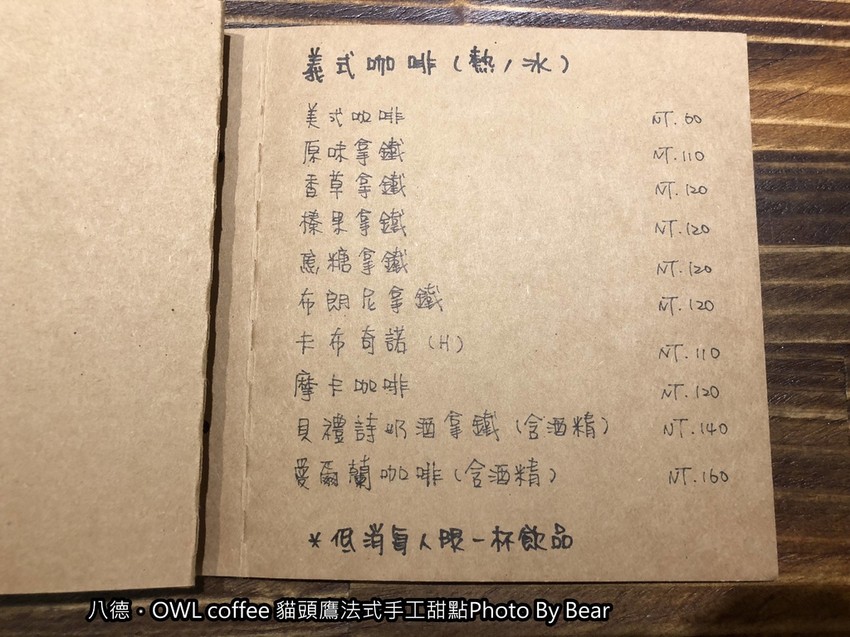 義式咖啡(熱/冰)
美式咖啡 NT.60
原味拿鐵 NT.110
香草拿鐵 NT.120
榛果拿鐵 NT.120
焦糖拿鐵 NT.120
布朗尼拿鐵 NT.120
卡布奇諾(H) NT.110
摩卡咖啡 NT.120
貝禮詩奶酒拿鐵(含酒精) NT.140
愛爾蘭咖啡(含酒精) NT.160
*低消每人限一杯飲品
八德・OWL coffee 貓頭鷹法式手工甜點Photo By Bear